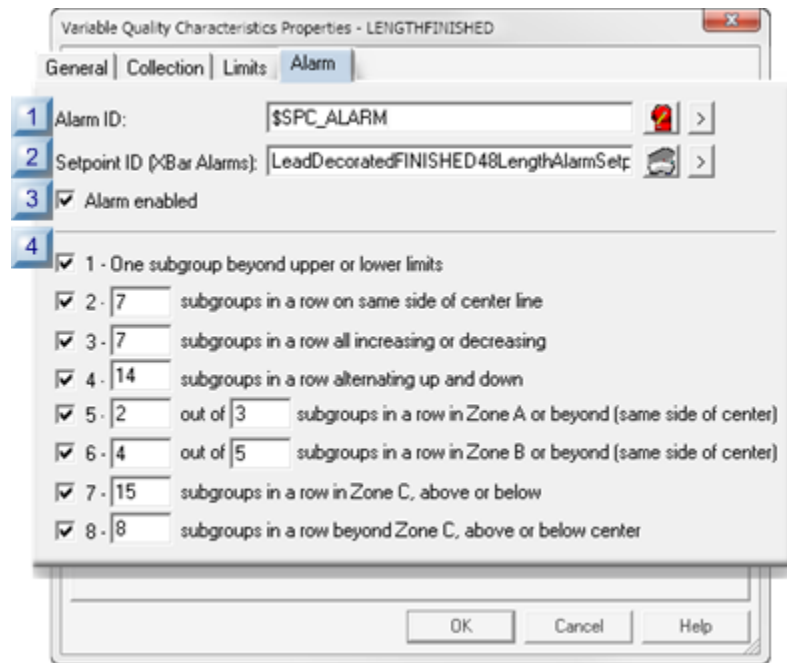 Variable Quality Characteristics Properties - LENGTHFINISHED
General Collection Limits Alarm
1 Alarm ID: $SPC_ALARM >
2 Setpoint ID (XBar Alarms): LeadDecoratedFINISHED48LengthAlarmSetp >
3 Alarm enabled
4
1 - One subgroup beyond upper or lower limits
2 - 7 subgroups in a row on same side of center line
3 - 7 subgroups in a row all increasing or decreasing
4 - 14 subgroups in a row alternating up and down
5 - 2 out of 3 subgroups in a row in Zone A or beyond (same side of center)
6 - 4 out of 5 subgroups in a row in Zone B or beyond (same side of center)
7 - 15 subgroups in a row in Zone C, above or below
8 - 8 subgroups in a row beyond Zone C, above or below center
OK Cancel Help